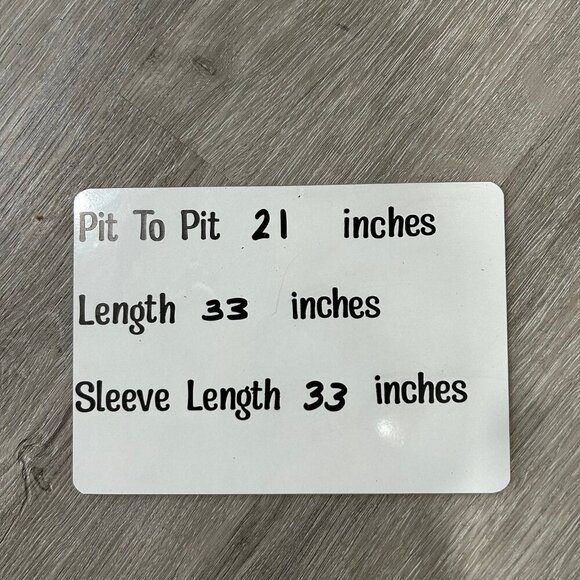 Pit To Pit 21 inches
Length 33 inches
Sleeve Length 33 inches